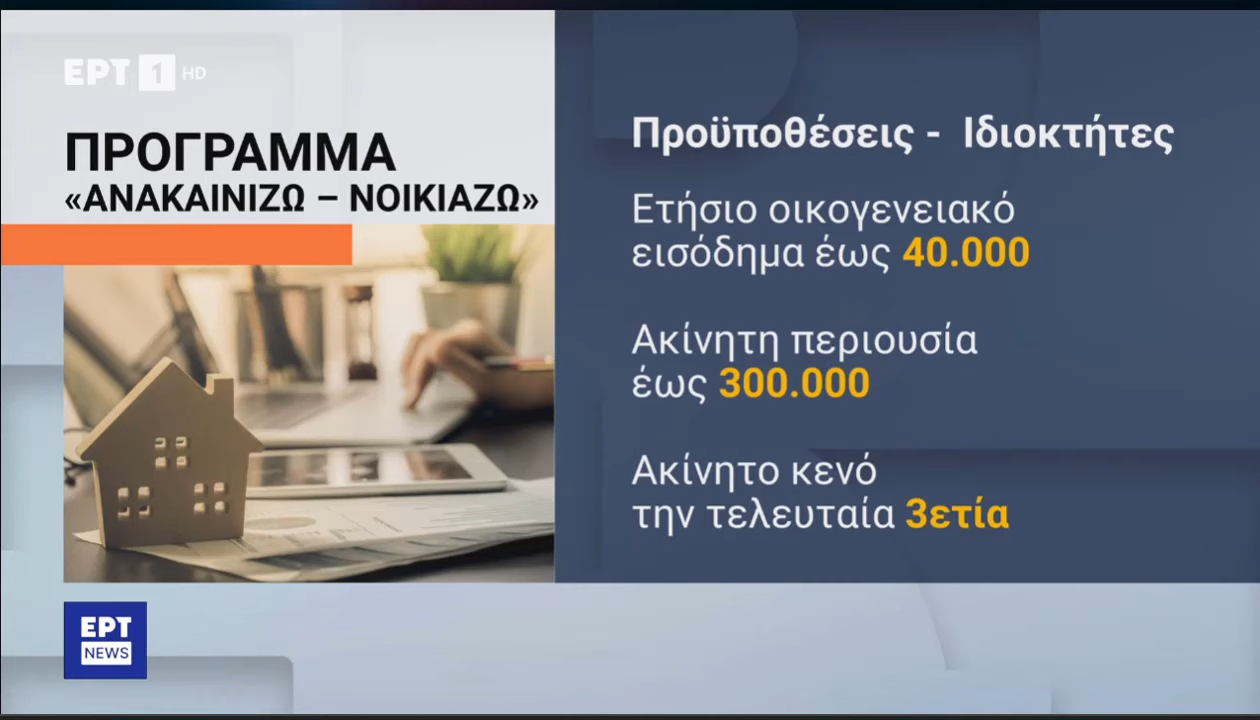 ΕΡΤ 1 HD
ΠΡΟΓΡΑΜΜΑ
«ΑΝΑΚΑΙΝΙΖΩ – ΝΟΙΚΙΑΖΩ»
Προϋποθέσεις - Ιδιοκτήτες
Ετήσιο οικογενειακό
εισόδημα έως 40.000
Ακίνητη περιουσία
έως 300.000
Ακίνητο κενό
την τελευταία 3ετία
ΕΡΤ
NEWS